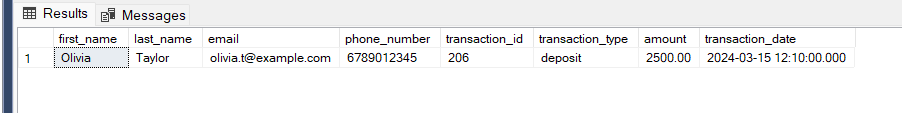 Results Messages
first_name last_name email phone_number transaction_id transaction_type amount transaction_date
1 Olivia Taylor olivia.t@example.com 6789012345 206 deposit 2500.00 2024-03-15 12:10:00.000